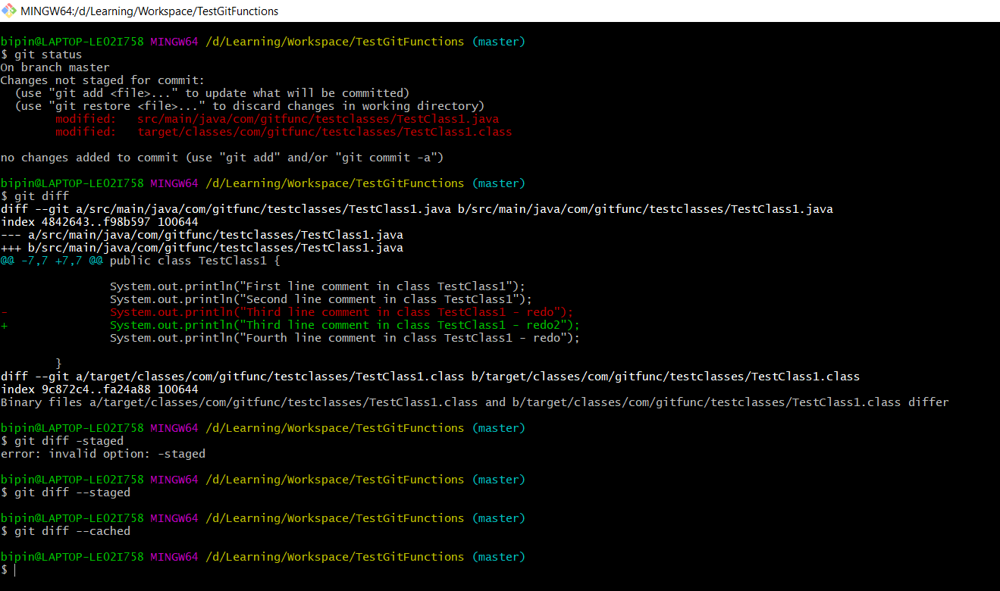 MINGW64:/d/Learning/Workspace/TestGitFunctions
bipin@LAPTOP-LE02I758 MINGW64 /d/Learning/Workspace/TestGitFunctions (master)
$ git status
On branch master
Changes not staged for commit:
  (use "git add <file>..." to update what will be committed)
  (use "git restore <file>..." to discard changes in working directory)
        modified:   src/main/java/com/gitfunc/testclasses/TestClass1.java
        modified:   target/classes/com/gitfunc/testclasses/TestClass1.class
no changes added to commit (use "git add" and/or "git commit -a")
bipin@LAPTOP-LE02I758 MINGW64 /d/Learning/Workspace/TestGitFunctions (master)
$ git diff
diff --git a/src/main/java/com/gitfunc/testclasses/TestClass1.java b/src/main/java/com/gitfunc/testclasses/TestClass1.java
index 4842643..f98b597 100644
--- a/src/main/java/com/gitfunc/testclasses/TestClass1.java
+++ b/src/main/java/com/gitfunc/testclasses/TestClass1.java
@@ -7,7 +7,7 @@ public class TestClass1 {
                System.out.println("First line comment in class TestClass1");
                System.out.println("Second line comment in class TestClass1");
-               System.out.println("Third line comment in class TestClass1 - redo");
+               System.out.println("Third line comment in class TestClass1 - redo2");
                System.out.println("Fourth line comment in class TestClass1 - redo");
        }
diff --git a/target/classes/com/gitfunc/testclasses/TestClass1.class b/target/classes/com/gitfunc/testclasses/TestClass1.class
index 9c872c4..fa24a88 100644
Binary files a/target/classes/com/gitfunc/testclasses/TestClass1.class and b/target/classes/com/gitfunc/testclasses/TestClass1.class differ
bipin@LAPTOP-LE02I758 MINGW64 /d/Learning/Workspace/TestGitFunctions (master)
$ git diff -staged
error: invalid option: -staged
bipin@LAPTOP-LE02I758 MINGW64 /d/Learning/Workspace/TestGitFunctions (master)
$ git diff --staged
bipin@LAPTOP-LE02I758 MINGW64 /d/Learning/Workspace/TestGitFunctions (master)
$ git diff --cached
bipin@LAPTOP-LE02I758 MINGW64 /d/Learning/Workspace/TestGitFunctions (master)
$